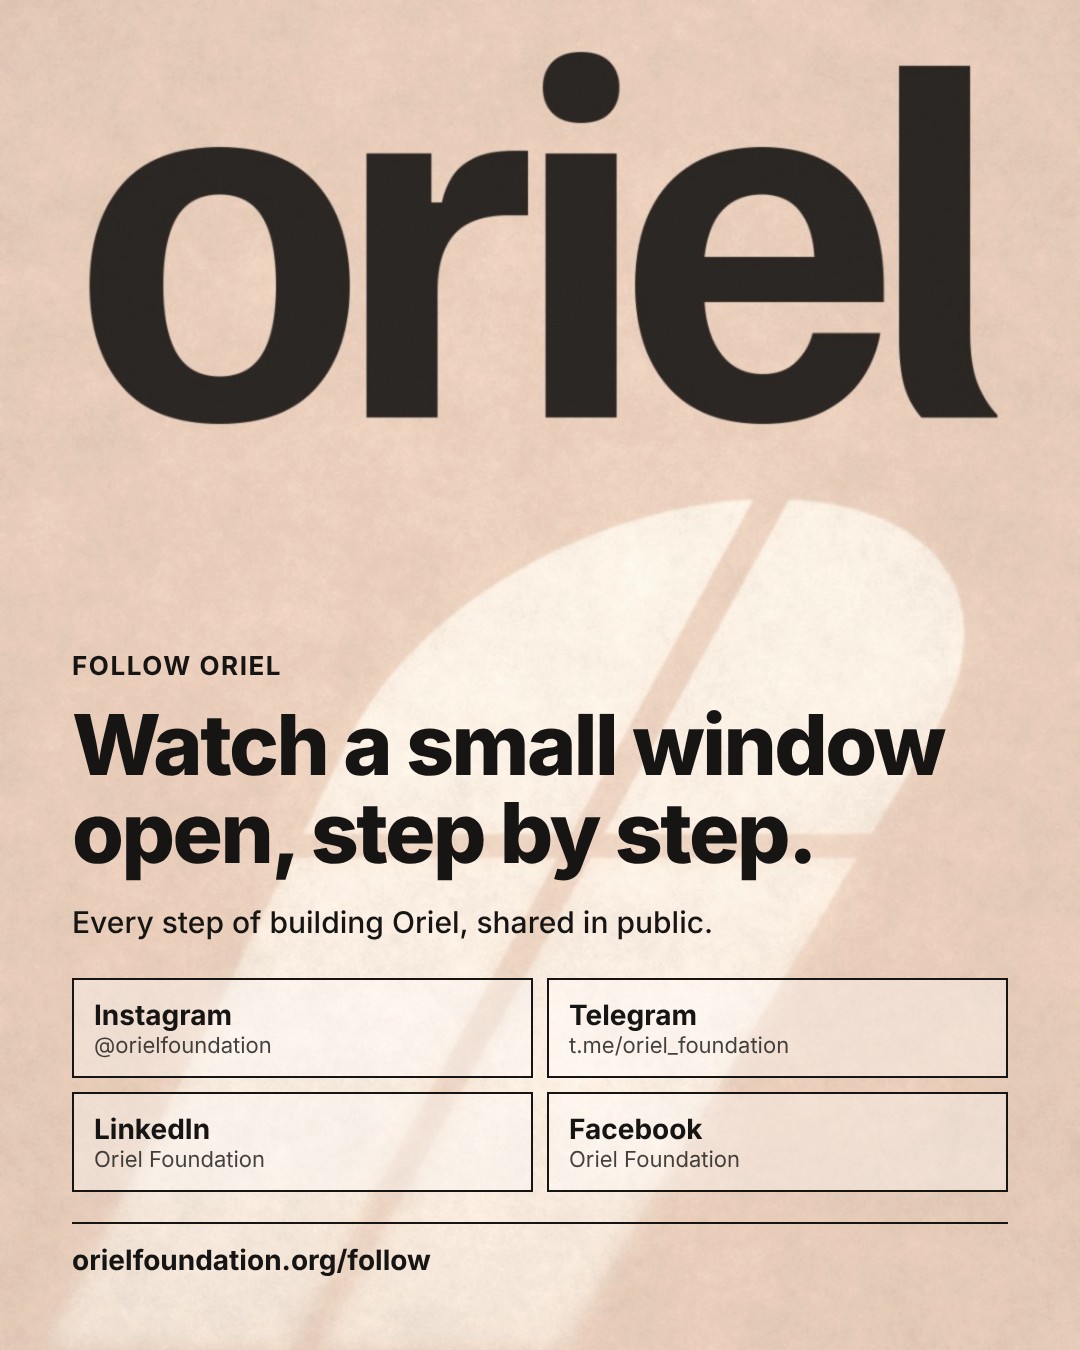 oriel
FOLLOW ORIEL
Watch a small window
open, step by step.
Every step of building Oriel, shared in public.
Instagram
@orielfoundation
Telegram
t.me/oriel_foundation
LinkedIn
Oriel Foundation
Facebook
Oriel Foundation
orielfoundation.org/follow